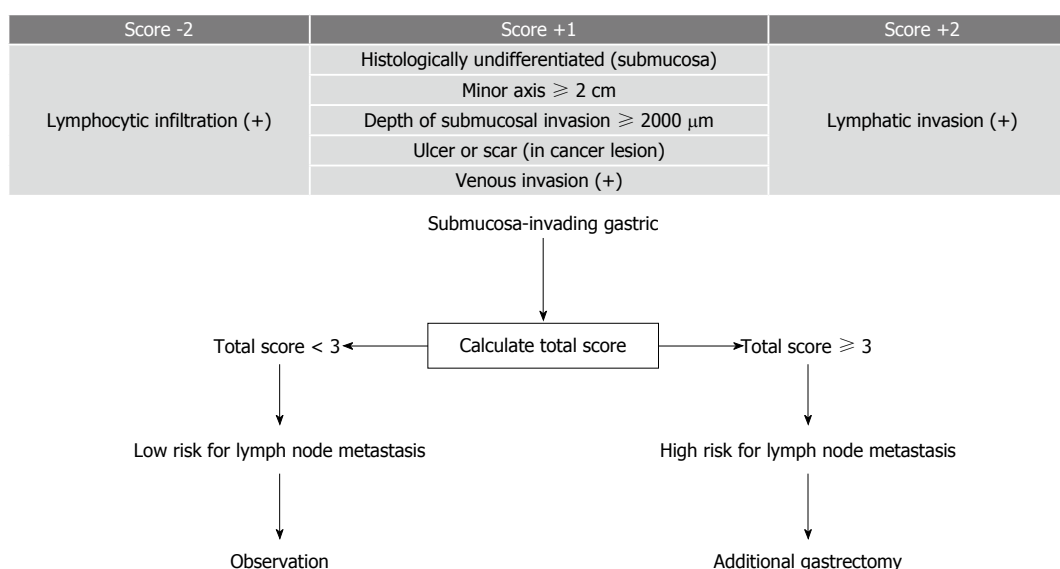 Score -2
Score +1
Score +2
Lymphocytic infiltration (+)
Histologically undifferentiated (submucosa)
Minor axis ≥ 2 cm
Depth of submucosal invasion ≥ 2000 μm
Ulcer or scar (in cancer lesion)
Venous invasion (+)
Lymphatic invasion (+)
Submucosa-invading gastric
Total score < 3
Calculate total score
Total score ≥ 3
Low risk for lymph node metastasis
High risk for lymph node metastasis
Observation
Additional gastrectomy